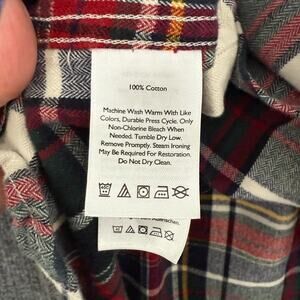 100% Cotton
Machine Wash Warm With Like
Colors, Durable Press Cycle. Only
Non-Chlorine Bleach When
Needed. Tumble Dry Low.
Remove Promptly. Steam Ironing
May Be Required For Restoration.
Do Not Dry Clean.